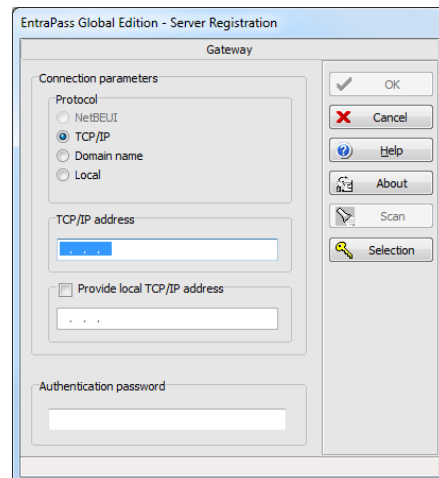 EntraPass Global Edition - Server Registration
Gateway
Connection parameters
Protocol
NetBEUI
TCP/IP
Domain name
Local
TCP/IP address
. . .
Provide local TCP/IP address
. . .
Authentication password
OK
Cancel
Help
About
Scan
Selection